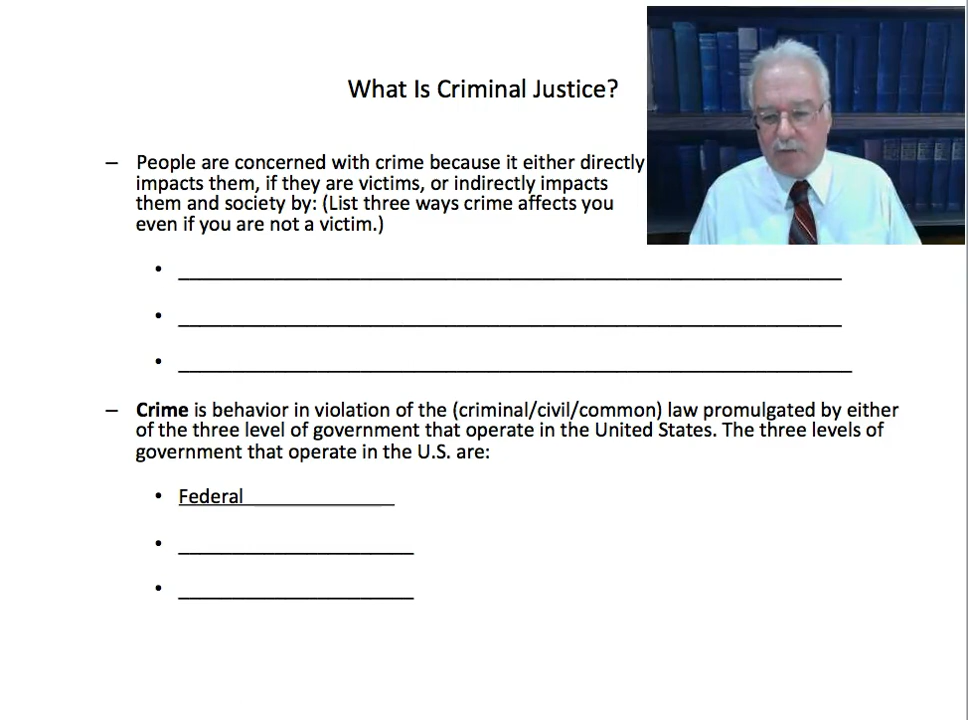 What Is Criminal Justice?
– People are concerned with crime because it either directly
impacts them, if they are victims, or indirectly impacts
them and society by: (List three ways crime affects you
even if you are not a victim.)
– Crime is behavior in violation of the (criminal/civil/common) law promulgated by either
of the three level of government that operate in the United States. The three levels of
government that operate in the U.S. are:
• Federal